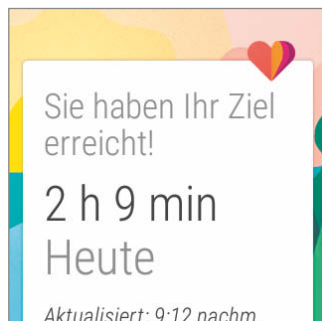 Sie haben Ihr Ziel
erreicht!
2 h 9 min
Heute
Aktualisiert: 9:12 nachm.